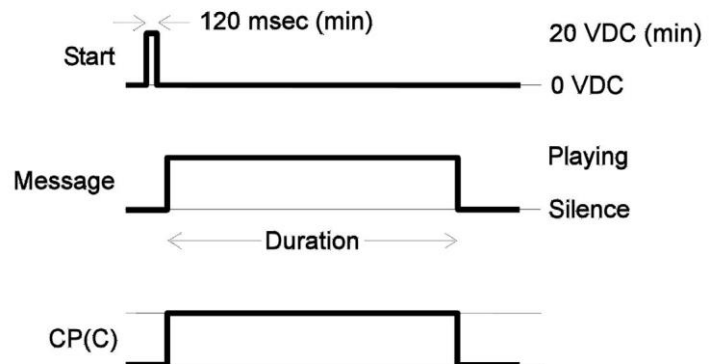 120 msec (min)
20 VDC (min)
Start
0 VDC
Message
Playing
Silence
Duration
CP(C)